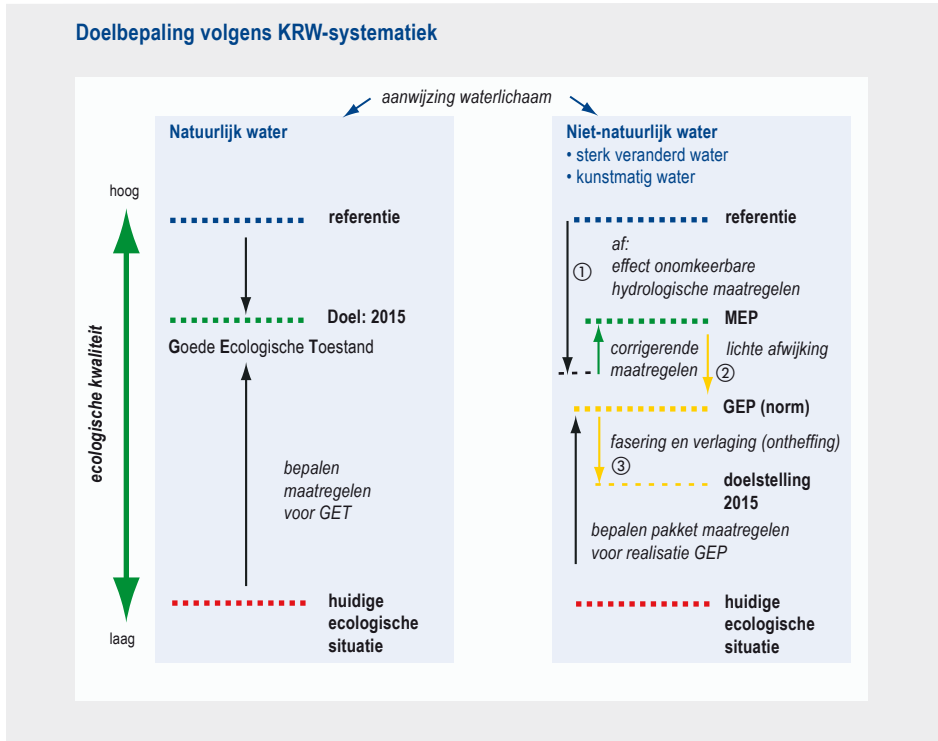 Doelbepaling volgens KRW-systematiek
aanwijzing waterlichaam
hoog
ecologische kwaliteit
laag
Natuurlijk water
referentie
Doel: 2015
Goede Ecologische Toestand
bepalen
maatregelen
voor GET
huidige
ecologische
situatie
Niet-natuurlijk water
• sterk veranderd water
• kunstmatig water
referentie
af:
① effect onomkeerbare
hydrologische maatregelen
MEP
corrigerende
maatregelen
lichte afwijking
②
GEP (norm)
fasering en verlaging (ontheffing)
③
doelstelling
2015
bepalen pakket maatregelen
voor realisatie GEP
huidige
ecologische
situatie